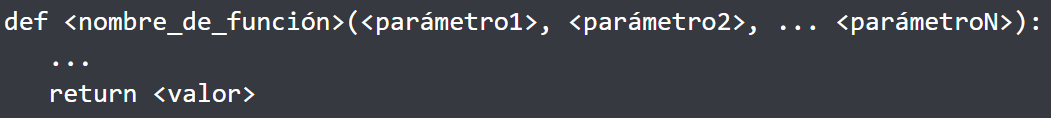 def <nombre_de_función>(<parámetro1>, <parámetro2>, ... <parámetroN>):
...
return <valor>